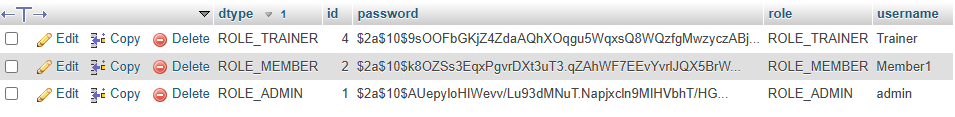 dtype 1 id password role username
Edit Copy Delete ROLE_TRAINER 4 $2a$10$9sOOFbGKjZ4ZdaAQhXOqgu5WqxsQ8WQzfgMwzyczABj... ROLE_TRAINER Trainer
Edit Copy Delete ROLE_MEMBER 2 $2a$10$k8OZSs3EqxPgvrDXt3uT3.qZAhWF7EEvYvrlJQX5BrW... ROLE_MEMBER Member1
Edit Copy Delete ROLE_ADMIN 1 $2a$10$AUepyloHlWevv/Lu93dMNuT.Napjxcln9MlHVbhT/HG... ROLE_ADMIN admin